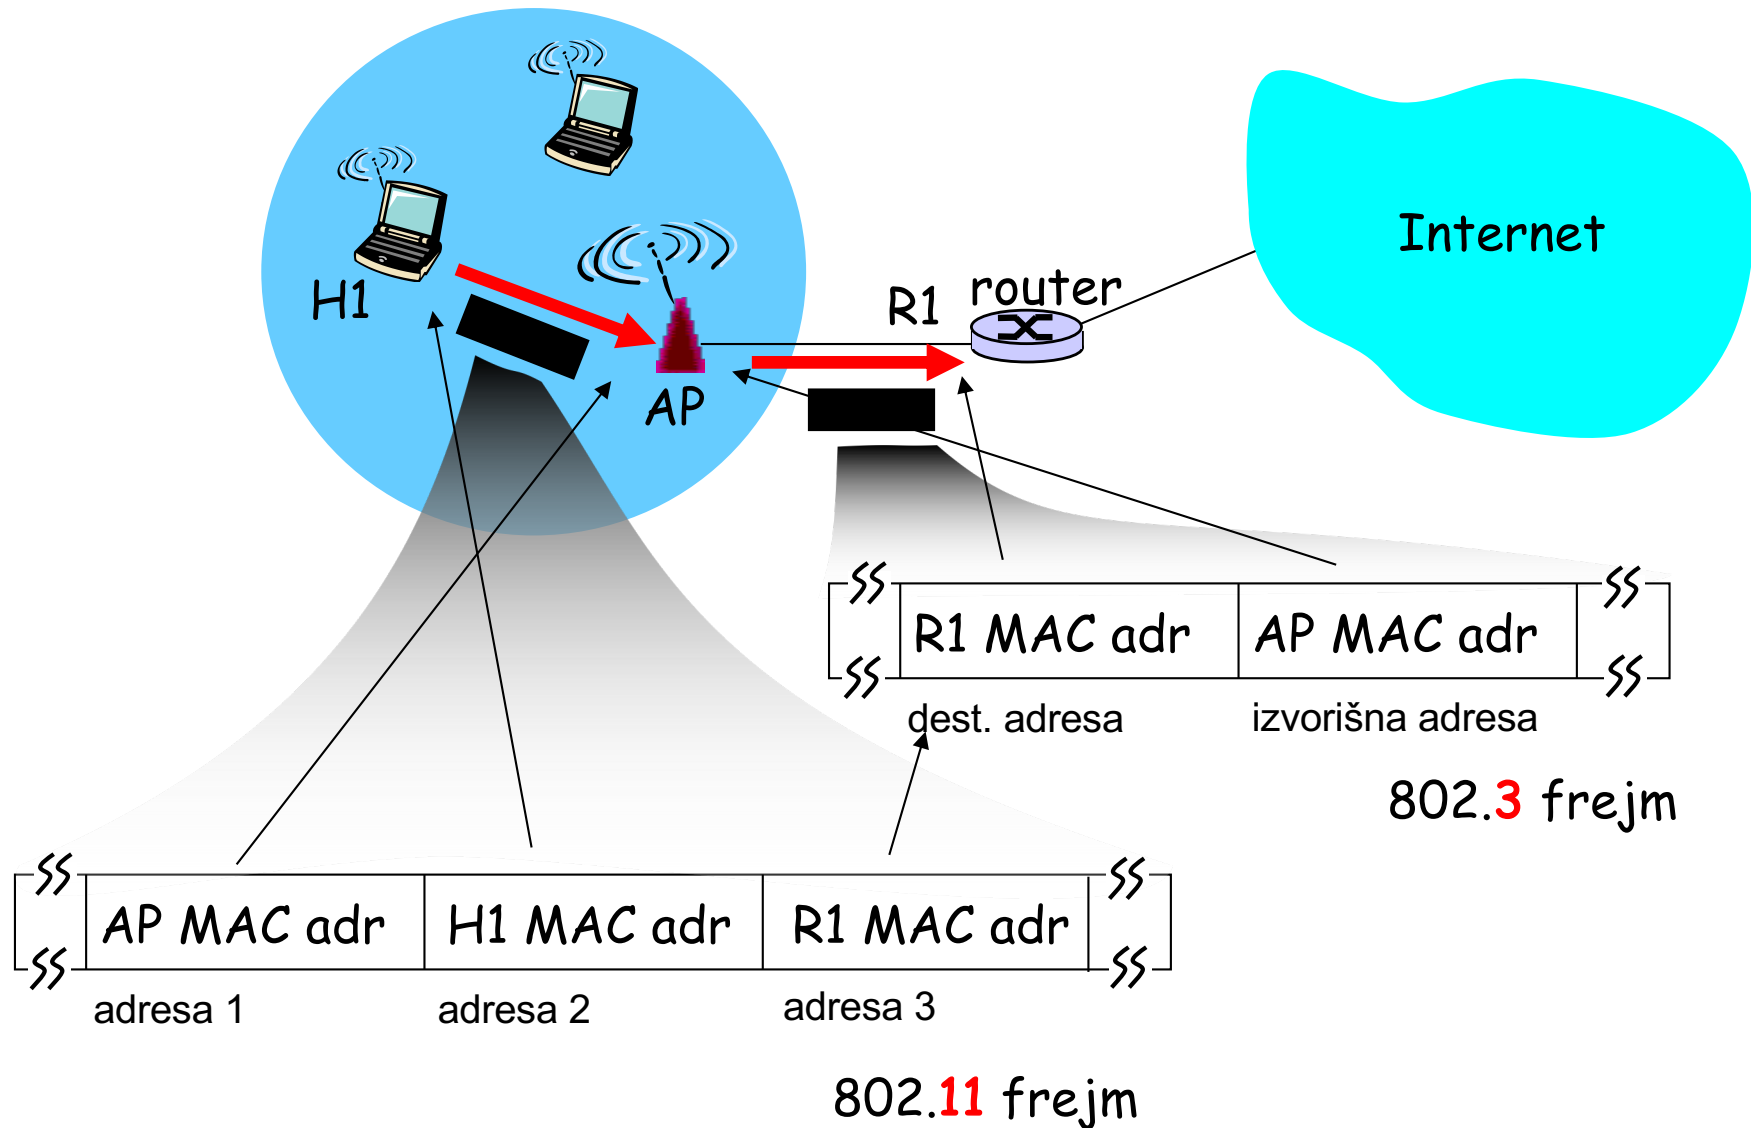 Internet
router
R1
H1
AP
R1 MAC adr
AP MAC adr
dest. adresa
izvorišna adresa
802.3 frejm
AP MAC adr
H1 MAC adr
R1 MAC adr
adresa 1
adresa 2
adresa 3
802.11 frejm